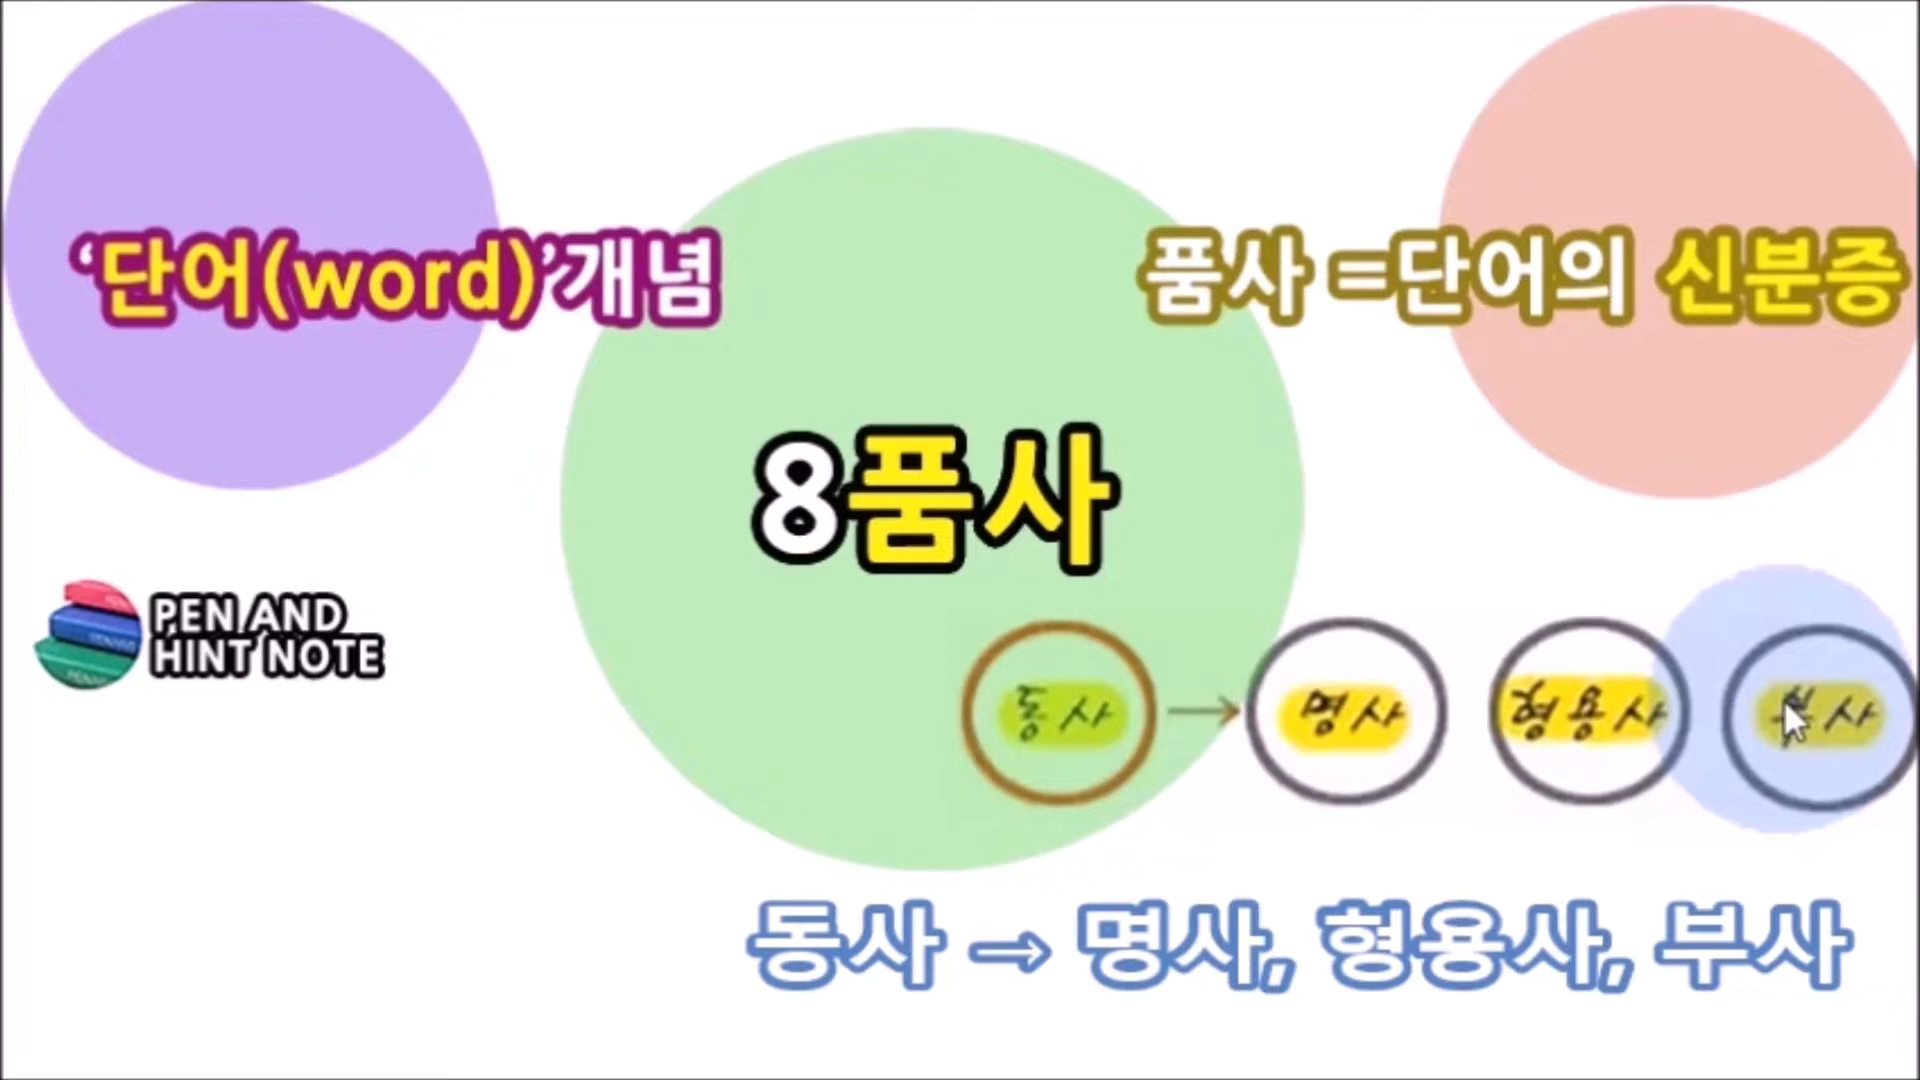 ‘단어(word)’개념
품사 =단어의 신분증
8품사
PEN AND
HINT NOTE
동사 → 명사 형용사 부사
동사 → 명사, 형용사, 부사